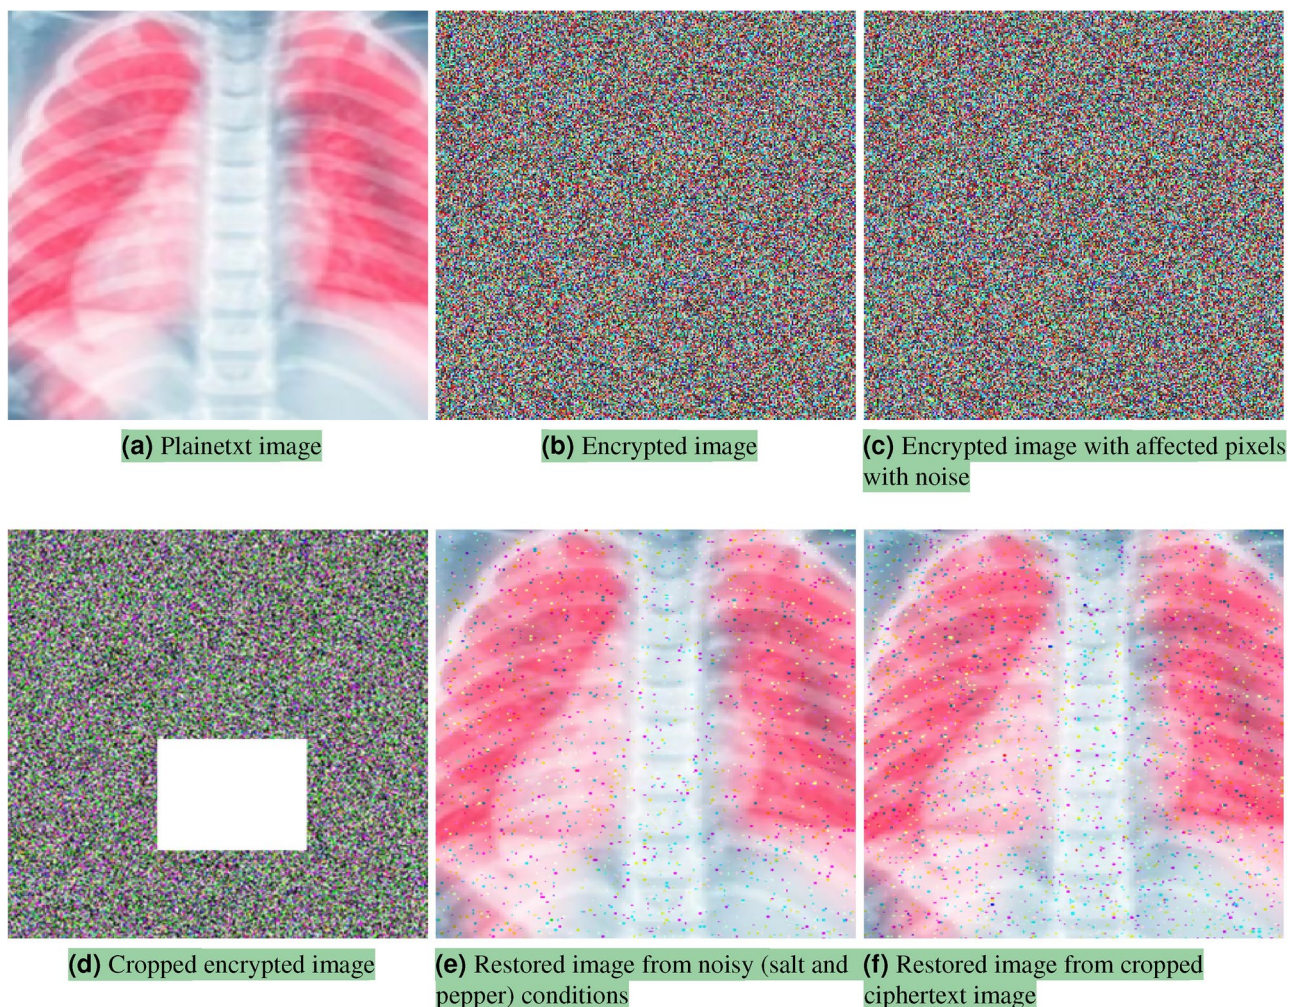 (a) Plainetxt image
(b) Encrypted image
(c) Encrypted image with affected pixels
with noise
(d) Cropped encrypted image
(e) Restored image from noisy (salt and
pepper) conditions
(f) Restored image from cropped
ciphertext image